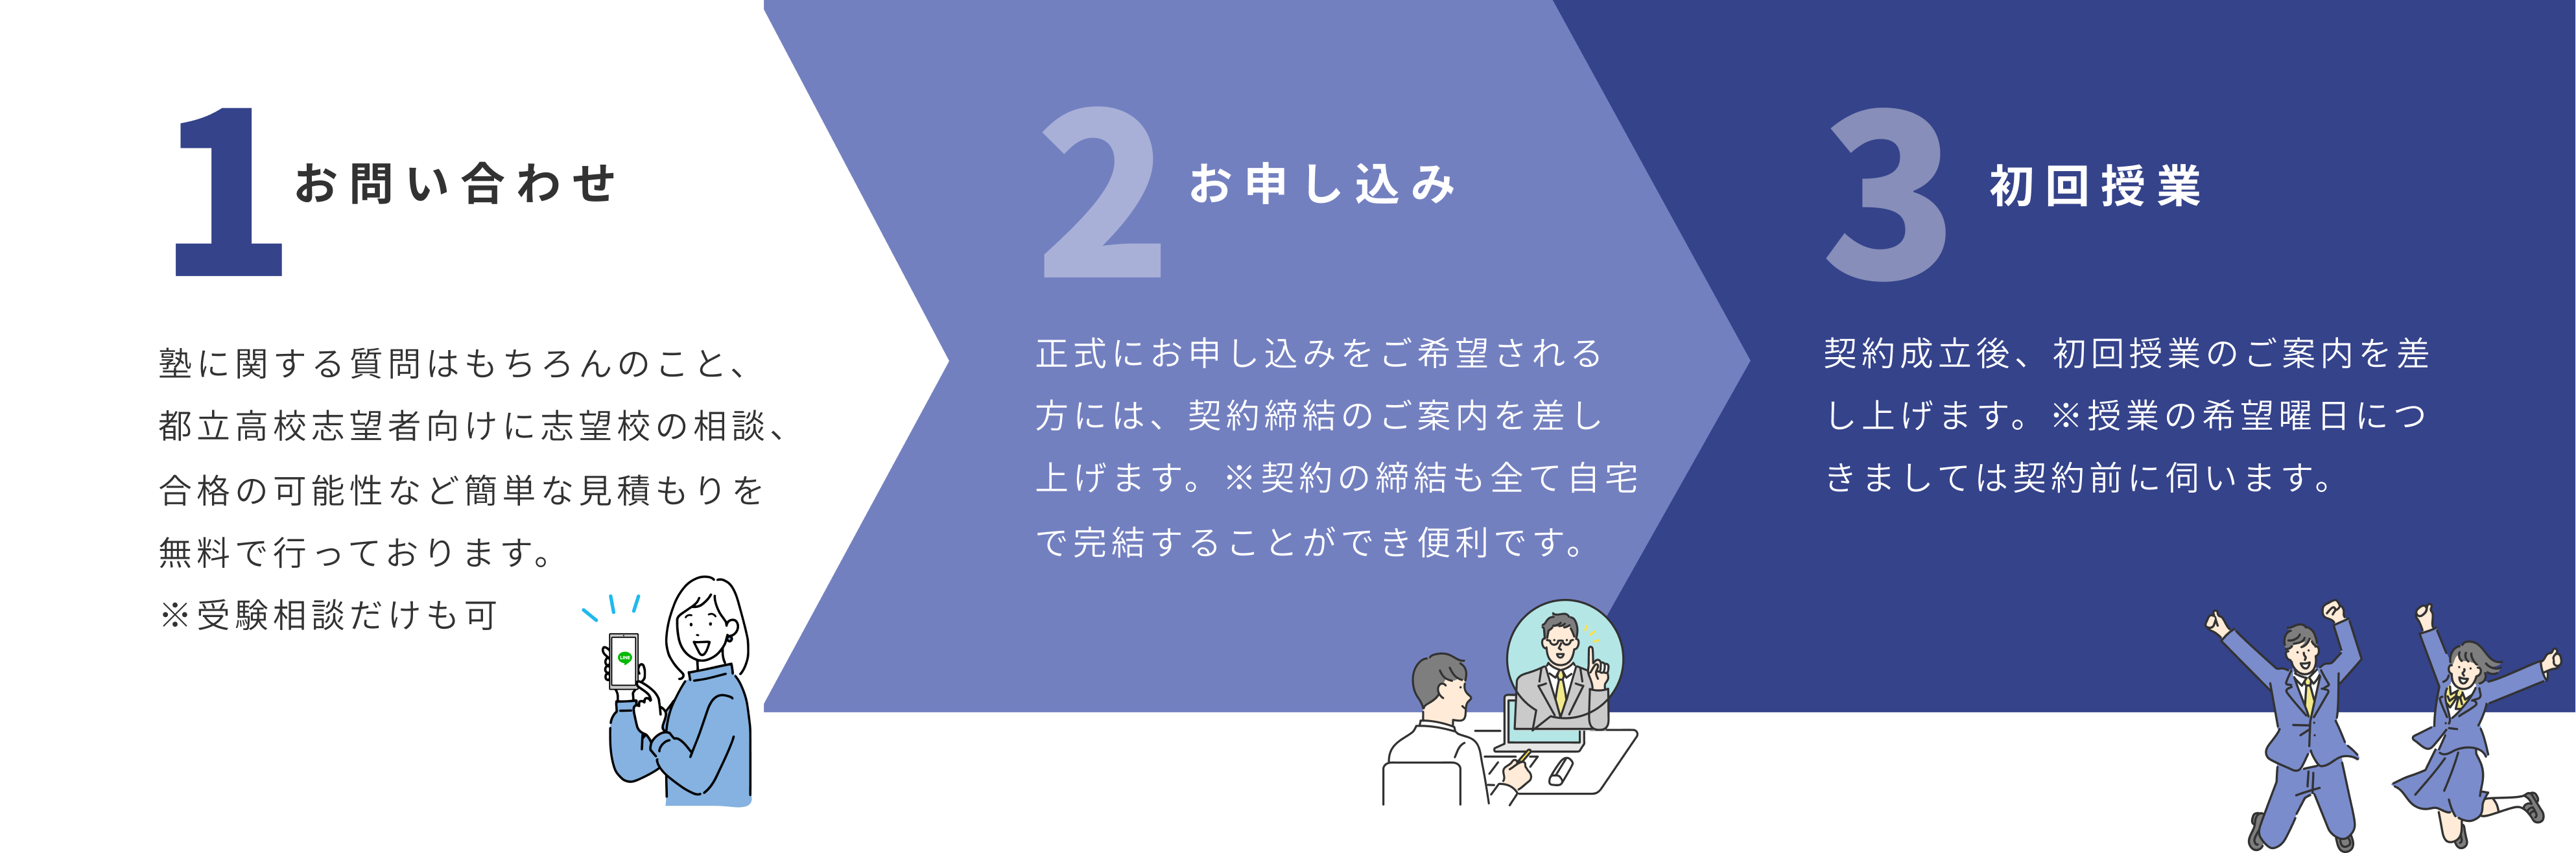 1
お問い合わせ
塾に関する質問はもちろんのこと、
都立高校志望者向けに志望校の相談、
合格の可能性など簡単な見積もりを
無料で行っております。
※受験相談だけも可
LINE
2
お申し込み
正式にお申し込みをご希望される
方には、契約締結のご案内を差し
上げます。※契約の締結も全て自宅
で完結することができ便利です。
3
初回授業
契約成立後、初回授業のご案内を差
し上げます。※授業の希望曜日につ
きましては契約前に伺います。